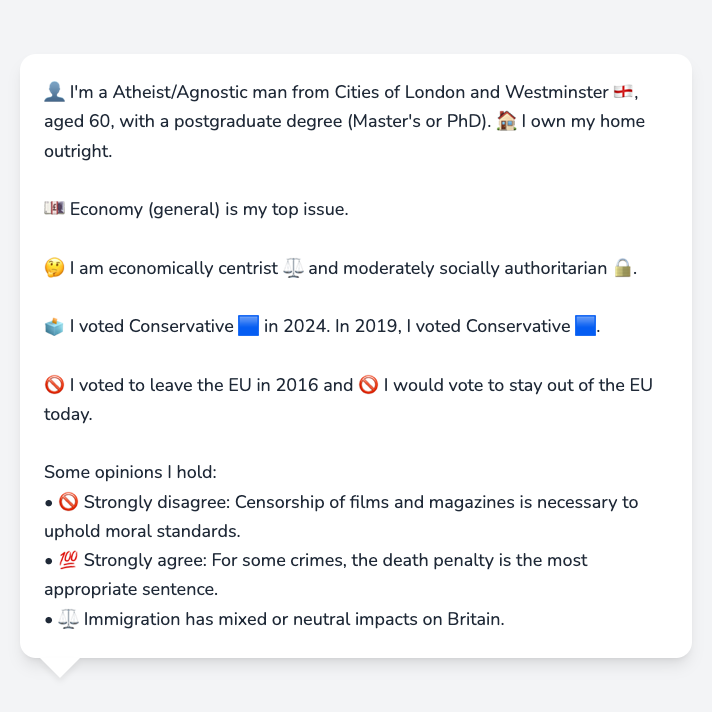 👤 I'm a Atheist/Agnostic man from Cities of London and Westminster 🏴󠁧󠁢󠁥󠁮󠁧󠁿,
aged 60, with a postgraduate degree (Master's or PhD). 🏠 I own my home
outright.
💷 Economy (general) is my top issue.
🤔 I am economically centrist ⚖️ and moderately socially authoritarian 🔒.
🗳️ I voted Conservative 🟦 in 2024. In 2019, I voted Conservative 🟦.
🚫 I voted to leave the EU in 2016 and 🚫 I would vote to stay out of the EU
today.
Some opinions I hold:
• 🚫 Strongly disagree: Censorship of films and magazines is necessary to
uphold moral standards.
• 💯 Strongly agree: For some crimes, the death penalty is the most
appropriate sentence.
• ⚖️ Immigration has mixed or neutral impacts on Britain.